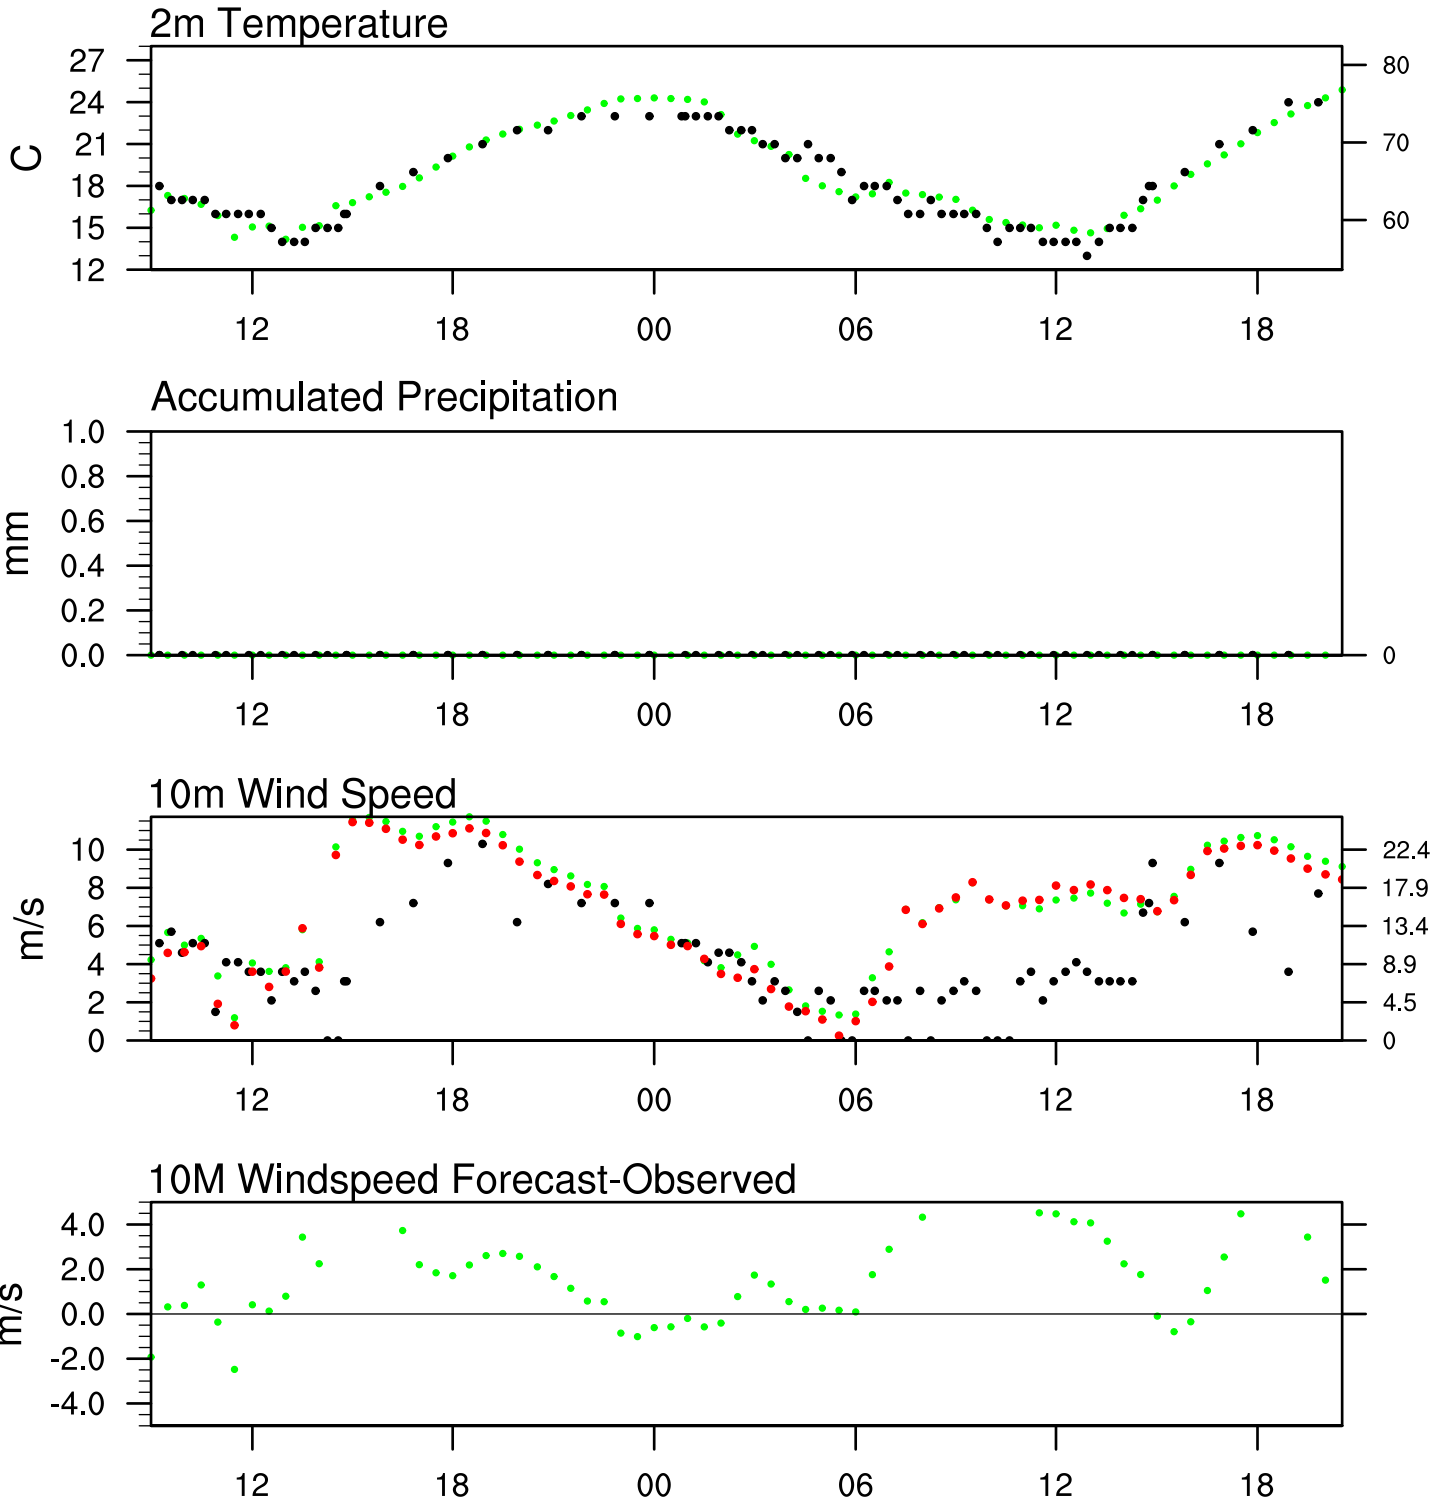 2m Temperature
27
24
21
18
15
12
C
80
70
60
12 18 00 06 12 18
Accumulated Precipitation
1.0
0.8
0.6
0.4
0.2
0.0
mm
0
12 18 00 06 12 18
10m Wind Speed
10
8
6
4
2
0
m/s
22.4
17.9
13.4
8.9
4.5
0
12 18 00 06 12 18
10M Windspeed Forecast-Observed
4.0
2.0
0.0
-2.0
-4.0
m/s
12 18 00 06 12 18